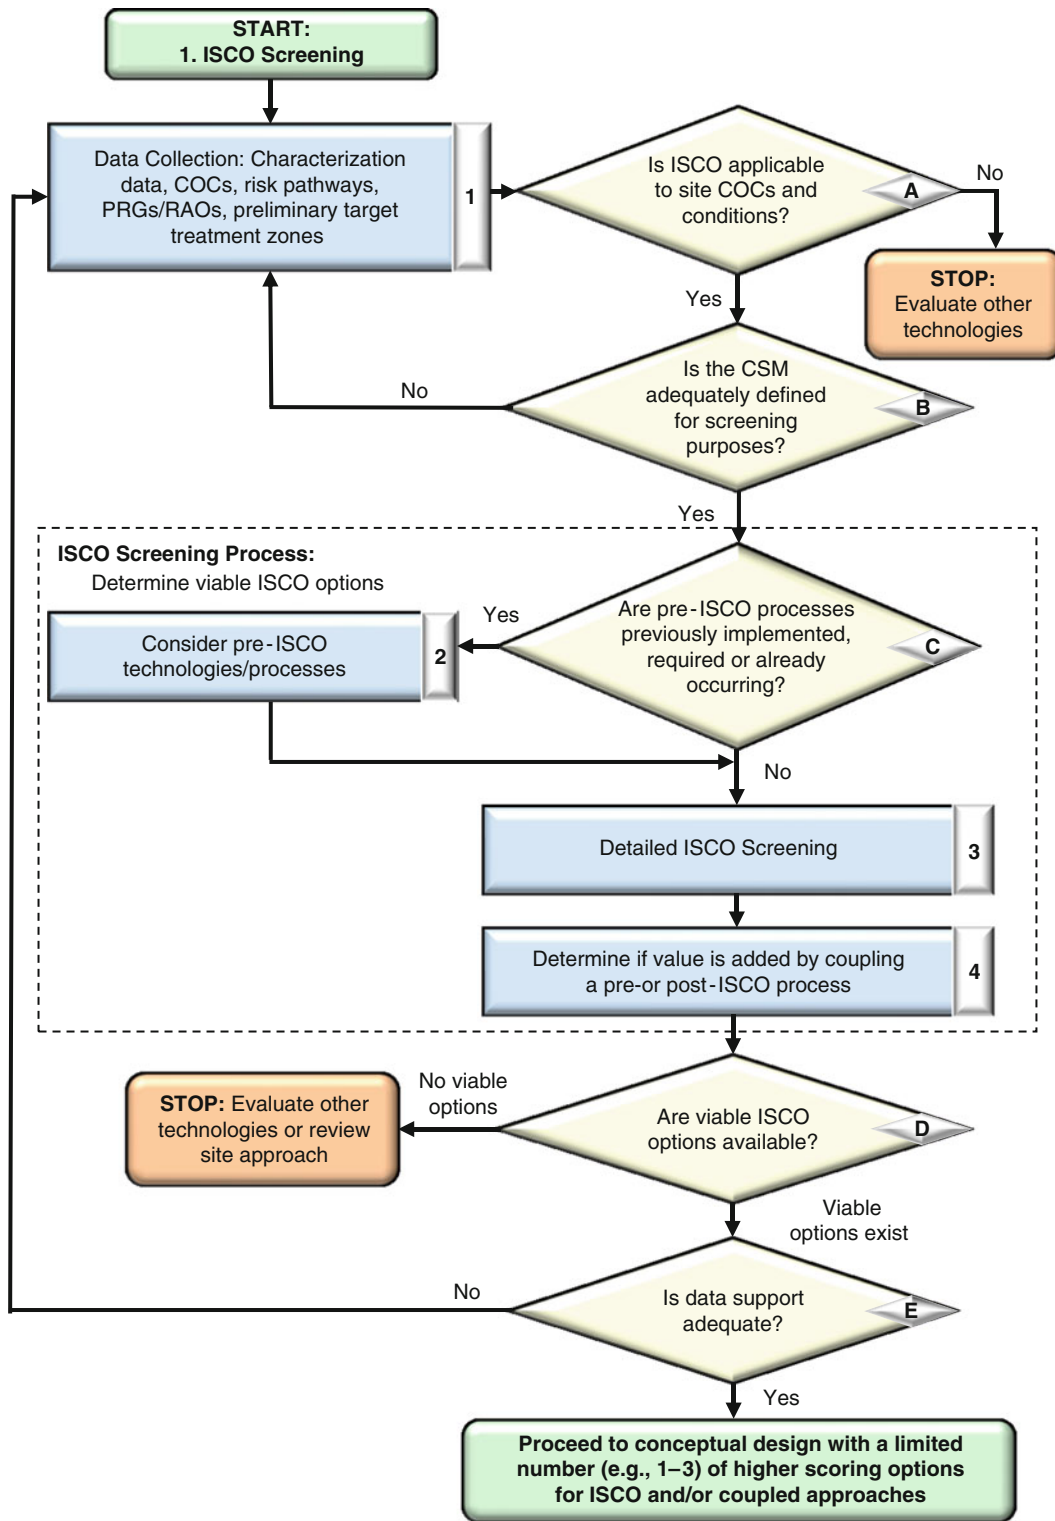 START:
1. ISCO Screening
Data Collection: Characterization
data, COCs, risk pathways,
PRGs/RAOs, preliminary target
treatment zones
1
Is ISCO applicable
to site COCs and
conditions?
A
No
STOP:
Evaluate other
technologies
Yes
Is the CSM
adequately defined
for screening
purposes?
B
No
Yes
ISCO Screening Process:
Determine viable ISCO options
Are pre-ISCO processes
previously implemented,
required or already
occurring?
C
Yes
Consider pre-ISCO
technologies/processes
2
No
Detailed ISCO Screening
3
Determine if value is added by coupling
a pre-or post-ISCO process
4
Are viable ISCO
options available?
D
No viable
options
STOP: Evaluate other
technologies or review
site approach
Viable
options exist
Is data support
adequate?
E
No
Yes
Proceed to conceptual design with a limited
number (e.g., 1–3) of higher scoring options
for ISCO and/or coupled approaches